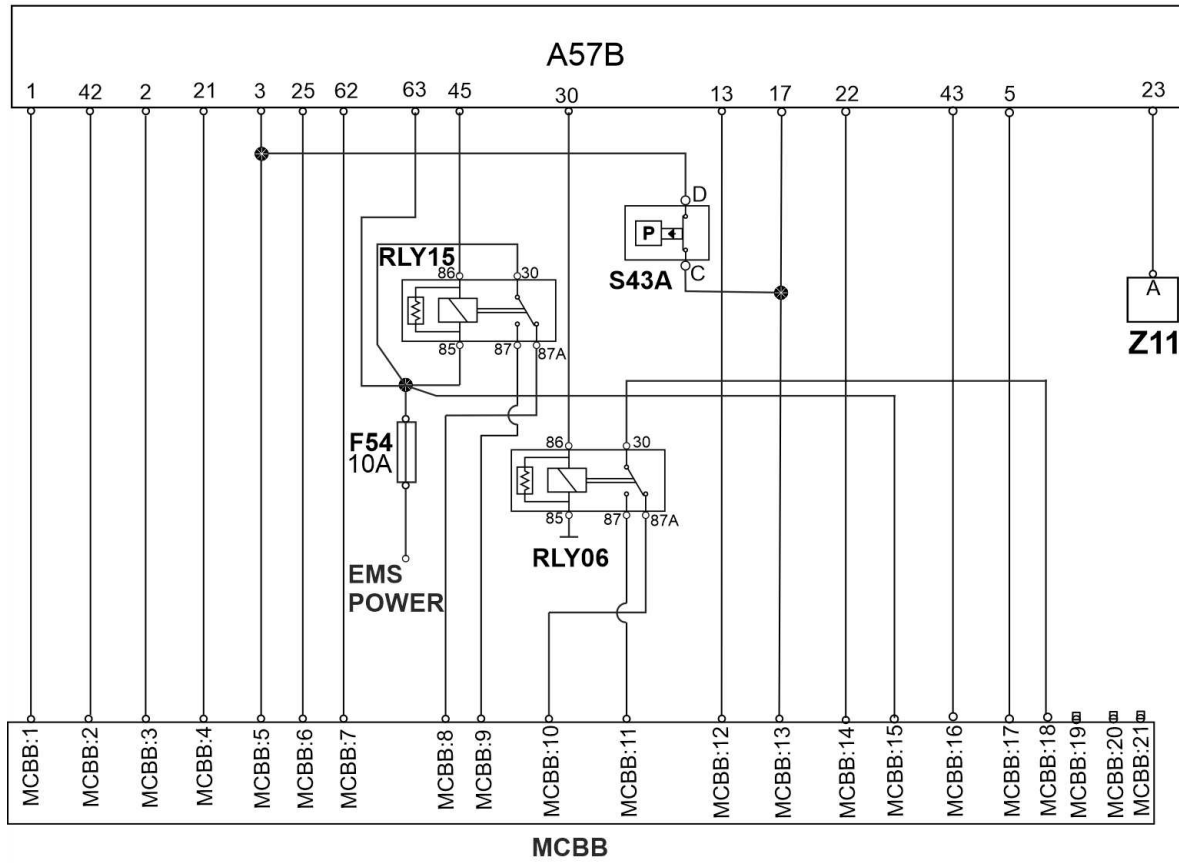 A57B
1 42 2 21 3 25 62 63 45 30 13 17 22 43 5 23
D
P
C
S43A
A
Z11
RLY15
86 30
85 87 87A
F54
10A
86 30
85 87 87A
RLY06
EMS
POWER
MCBB:1
MCBB:2
MCBB:3
MCBB:4
MCBB:5
MCBB:6
MCBB:7
MCBB:8
MCBB:9
MCBB:10
MCBB:11
MCBB:12
MCBB:13
MCBB:14
MCBB:15
MCBB:16
MCBB:17
MCBB:18
MCBB:19
MCBB:20
MCBB:21
MCBB